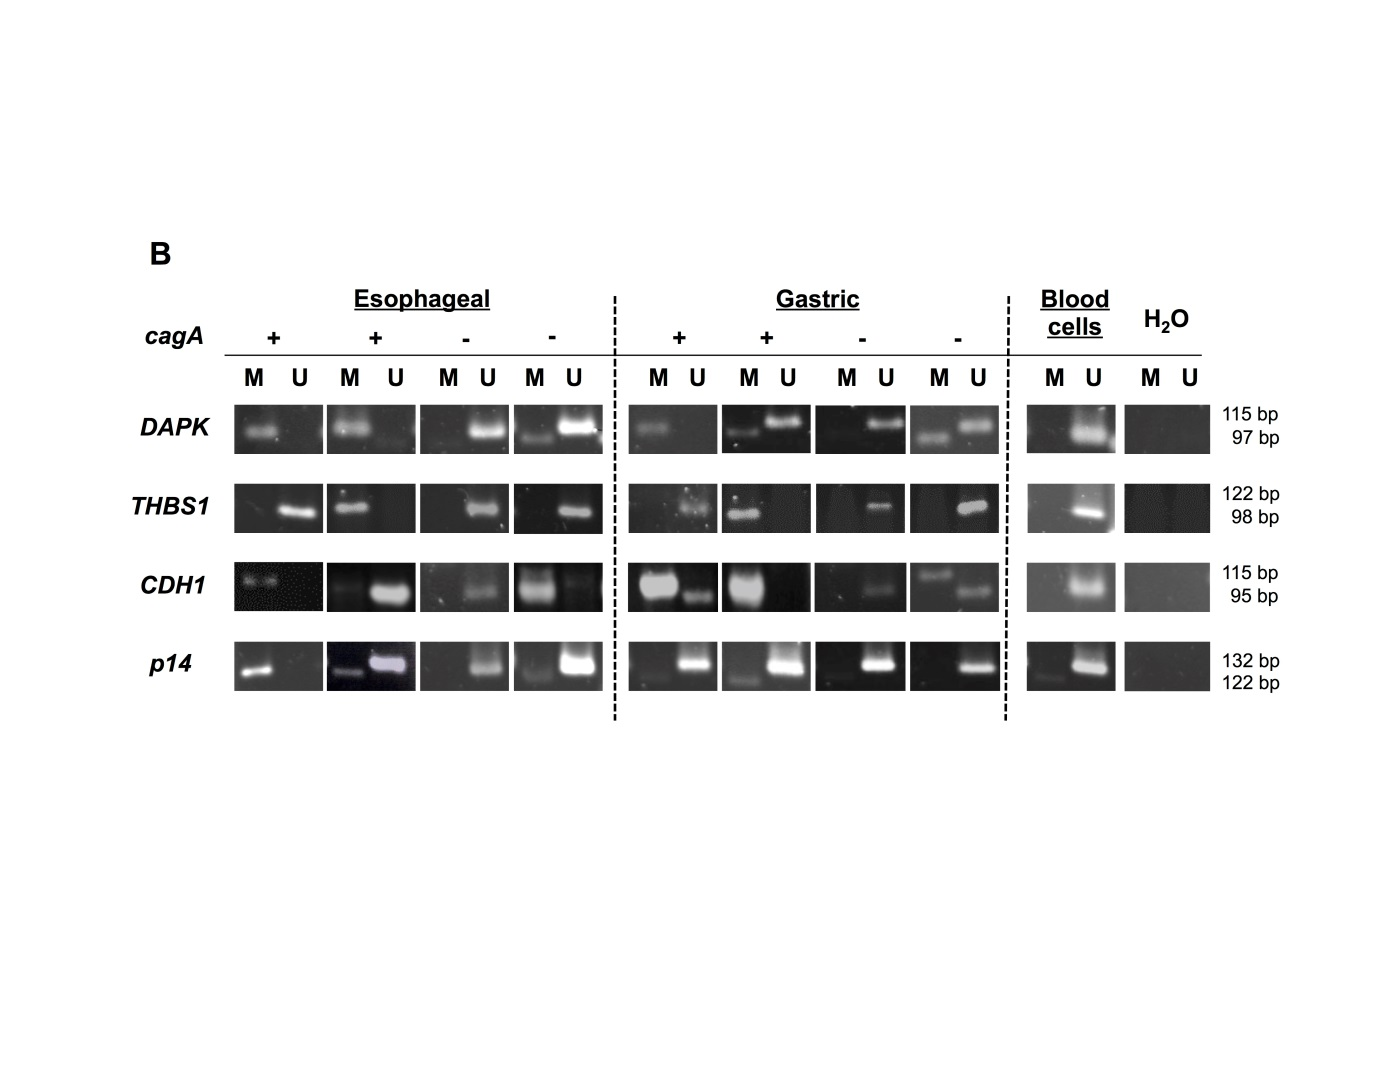 B
Esophageal Gastric Blood cells H₂O
cagA + + - - + + - -
M U M U M U M U M U M U M U M U M U M U
DAPK 115 bp
97 bp
THBS1 122 bp
98 bp
CDH1 115 bp
95 bp
p14 132 bp
122 bp